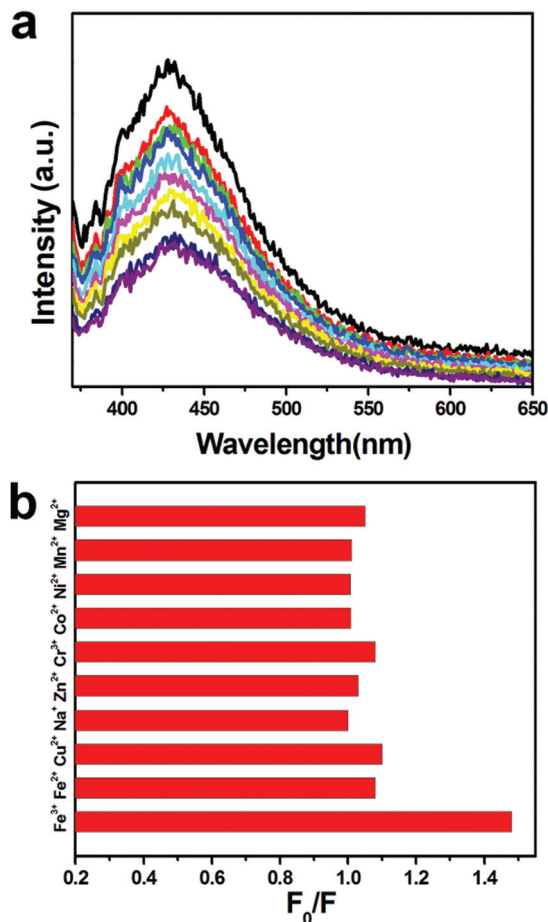 a
Intensity (a.u.)
400 450 500 550 600 650
Wavelength(nm)
b
Mg²⁺
Mn²⁺
Ni²⁺
Co²⁺
Cr³⁺
Zn²⁺
Na⁺
Cu²⁺
Fe²⁺
Fe³⁺
0.2 0.4 0.6 0.8 1.0 1.2 1.4
F₀/F